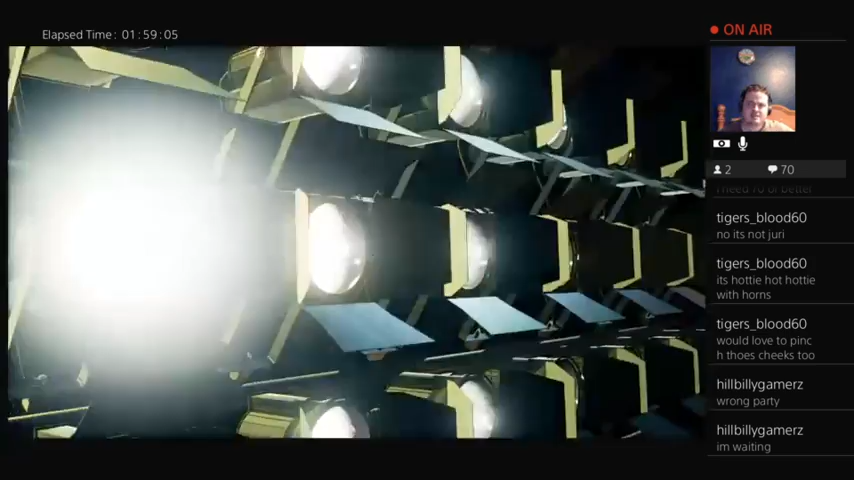 Elapsed Time: 01:59:05
ON AIR
2 70
tigers_blood60
no its not juri
tigers_blood60
its hottie hot hottie
with horns
tigers_blood60
would love to pinc
h thoes cheeks too
hillbillygamerz
wrong party
hillbillygamerz
im waiting